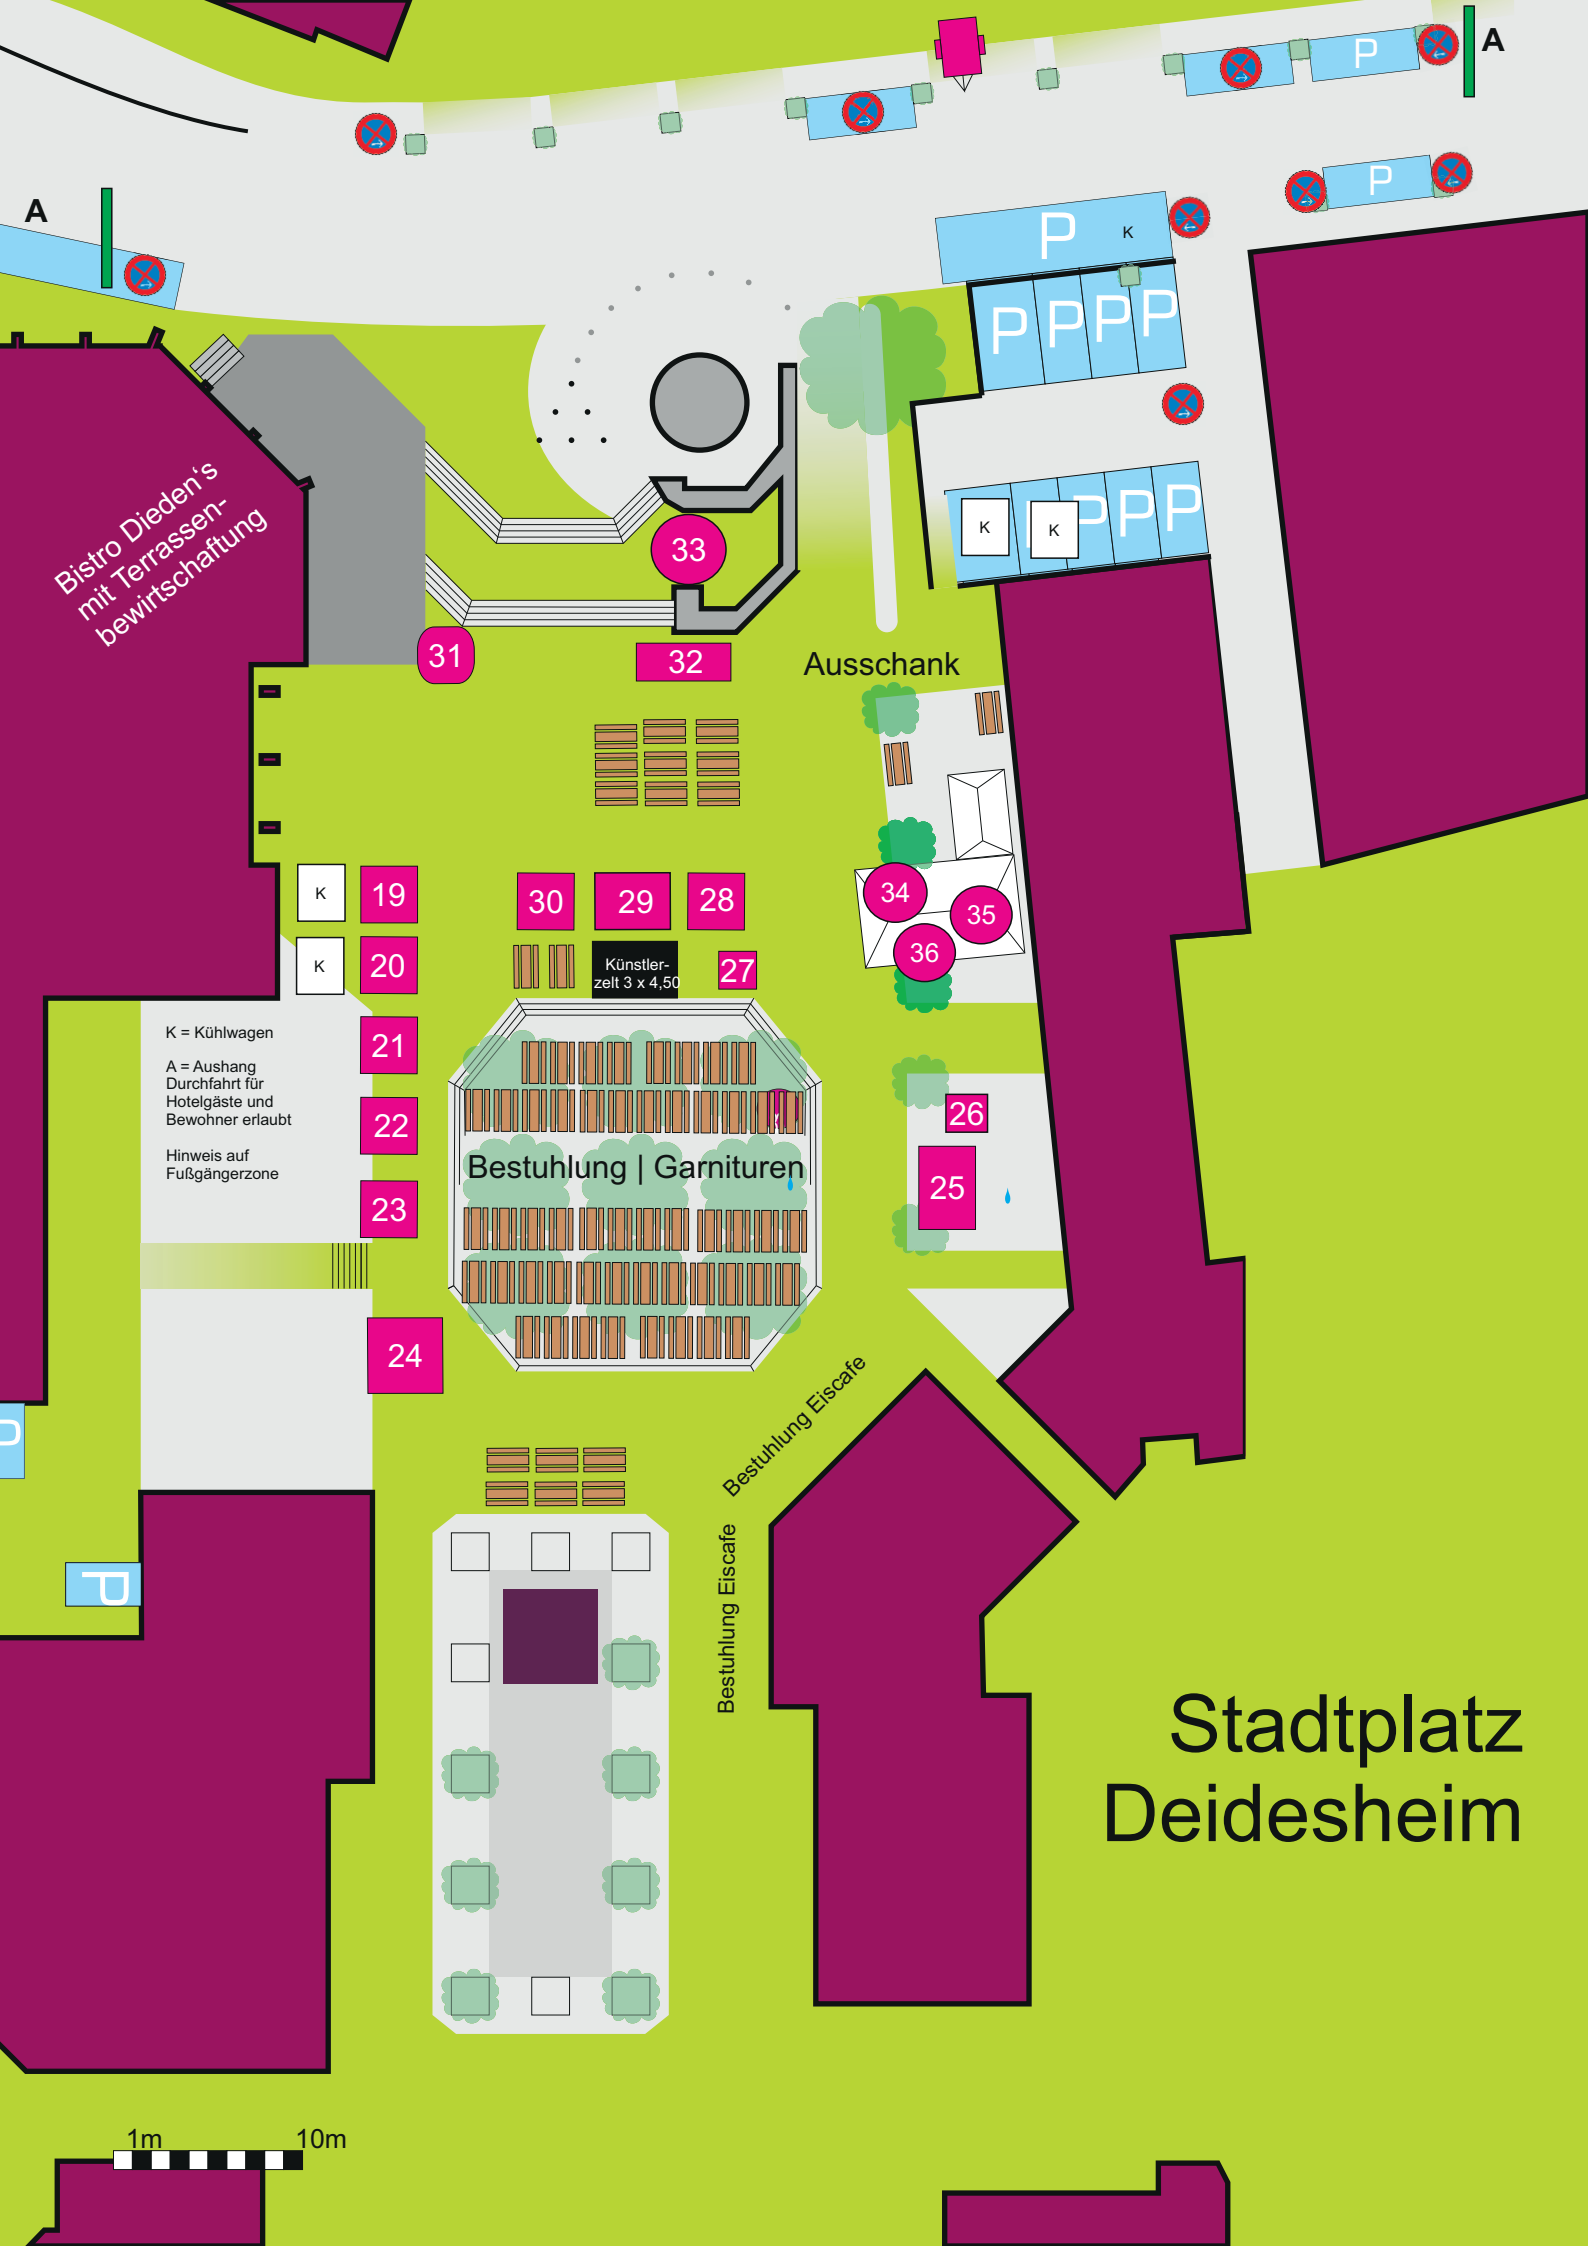 A
P
P
A
P
K
P
P
P
P
Bistro Dieden‘s
mit Terrassen-
bewirtschaftung
K
K
P
P
P
33
31
32
Ausschank
K
19
30
29
28
34
35
K
20
Künstler-
zelt 3 x 4,50
27
36
K = Kühlwagen
21
A = Aushang
Durchfahrt für
Hotelgäste und
Bewohner erlaubt
22
26
Hinweis auf
Fußgängerzone
Bestuhlung | Garnituren
23
25
24
Bestuhlung Eiscafe
P
Bestuhlung Eiscafe
P
Stadtplatz
Deidesheim
1m 10m